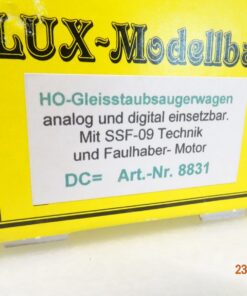 LUX-Modellba
HO-Gleisstaubsaugerwagen
analog und digital einsetzbar.
Mit SSF-09 Technik
und Faulhaber- Motor
DC= Art.-Nr. 8831
23